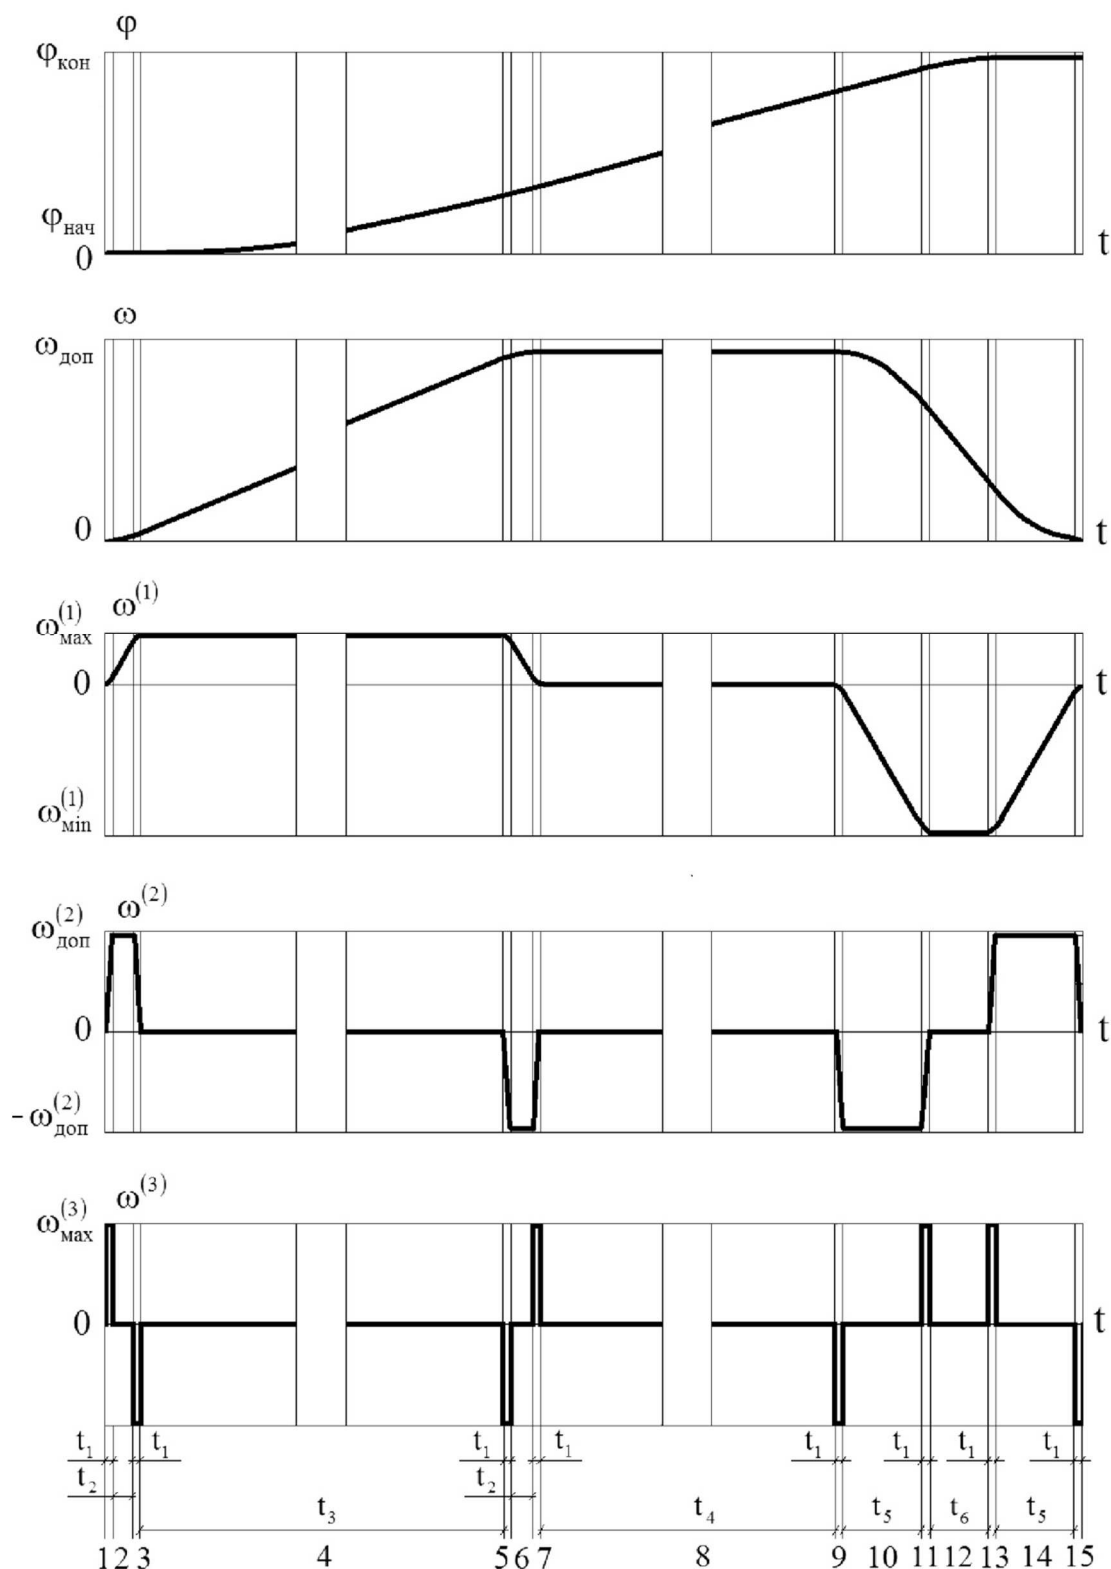 φ
φкон
φнач
0 t
ω
ωдоп
0 t
ω(1)
ω(1)max
0 t
ω(1)min
ω(2)
ω(2)доп
0 t
-ω(2)доп
ω(3)
ω(3)max
0 t
t1 t1 t1 t1 t1 t1 t1 t1
t2 t2
t3 t4 t5 t6 t5
1 2 3 4 5 6 7 8 9 10 11 12 13 14 15